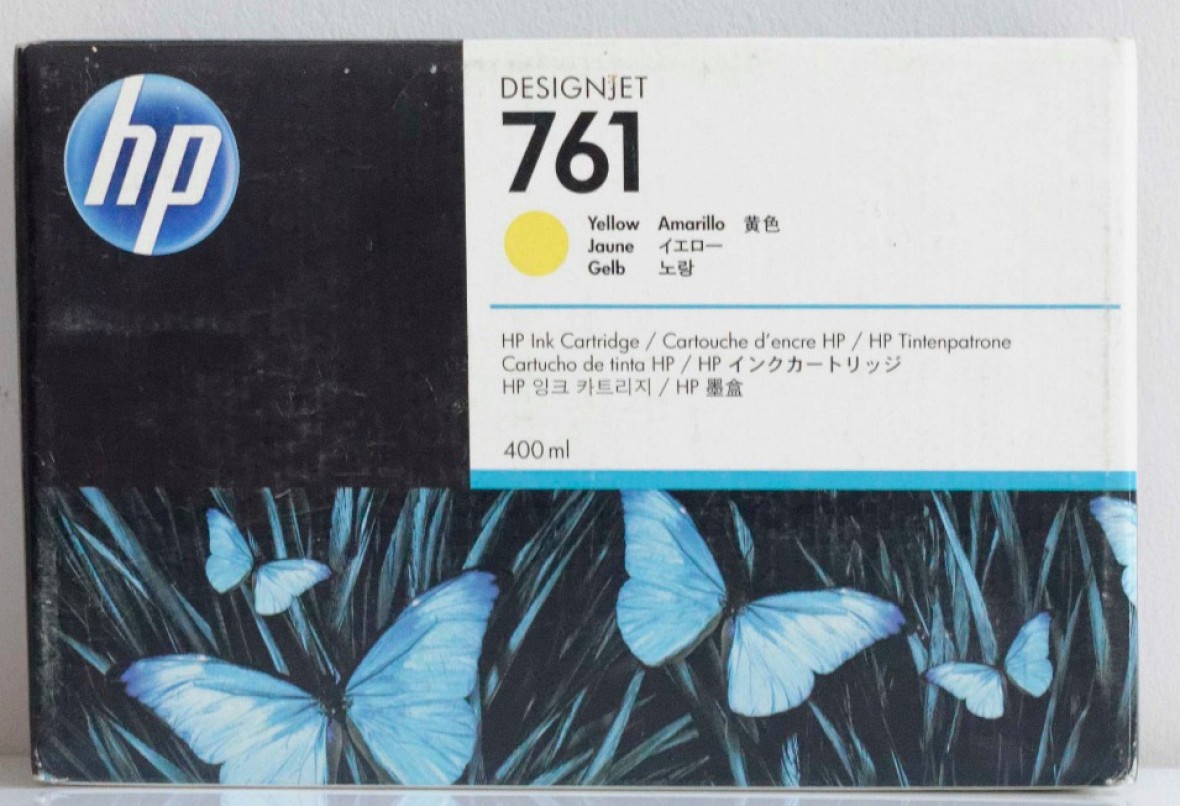 hp
DESIGNJET
761
Yellow Amarillo 黄色
Jaune イエロー
Gelb 노랑
HP Ink Cartridge / Cartouche d'encre HP / HP Tintenpatrone
Cartucho de tinta HP / HP インクカートリッジ
HP 잉크 카트리지 / HP 墨盒
400 ml